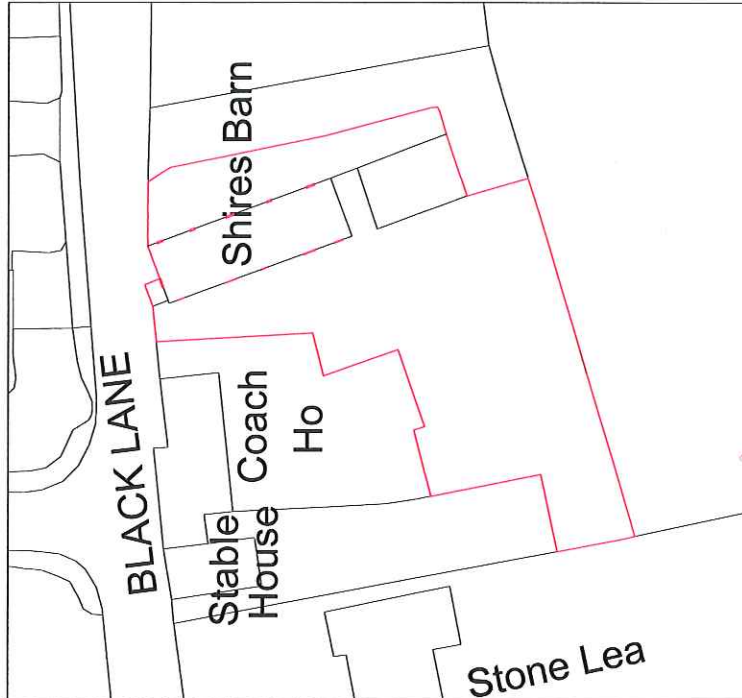 Shires Barn
BLACK LANE
Coach
Ho
Stable
House
Stone Lea